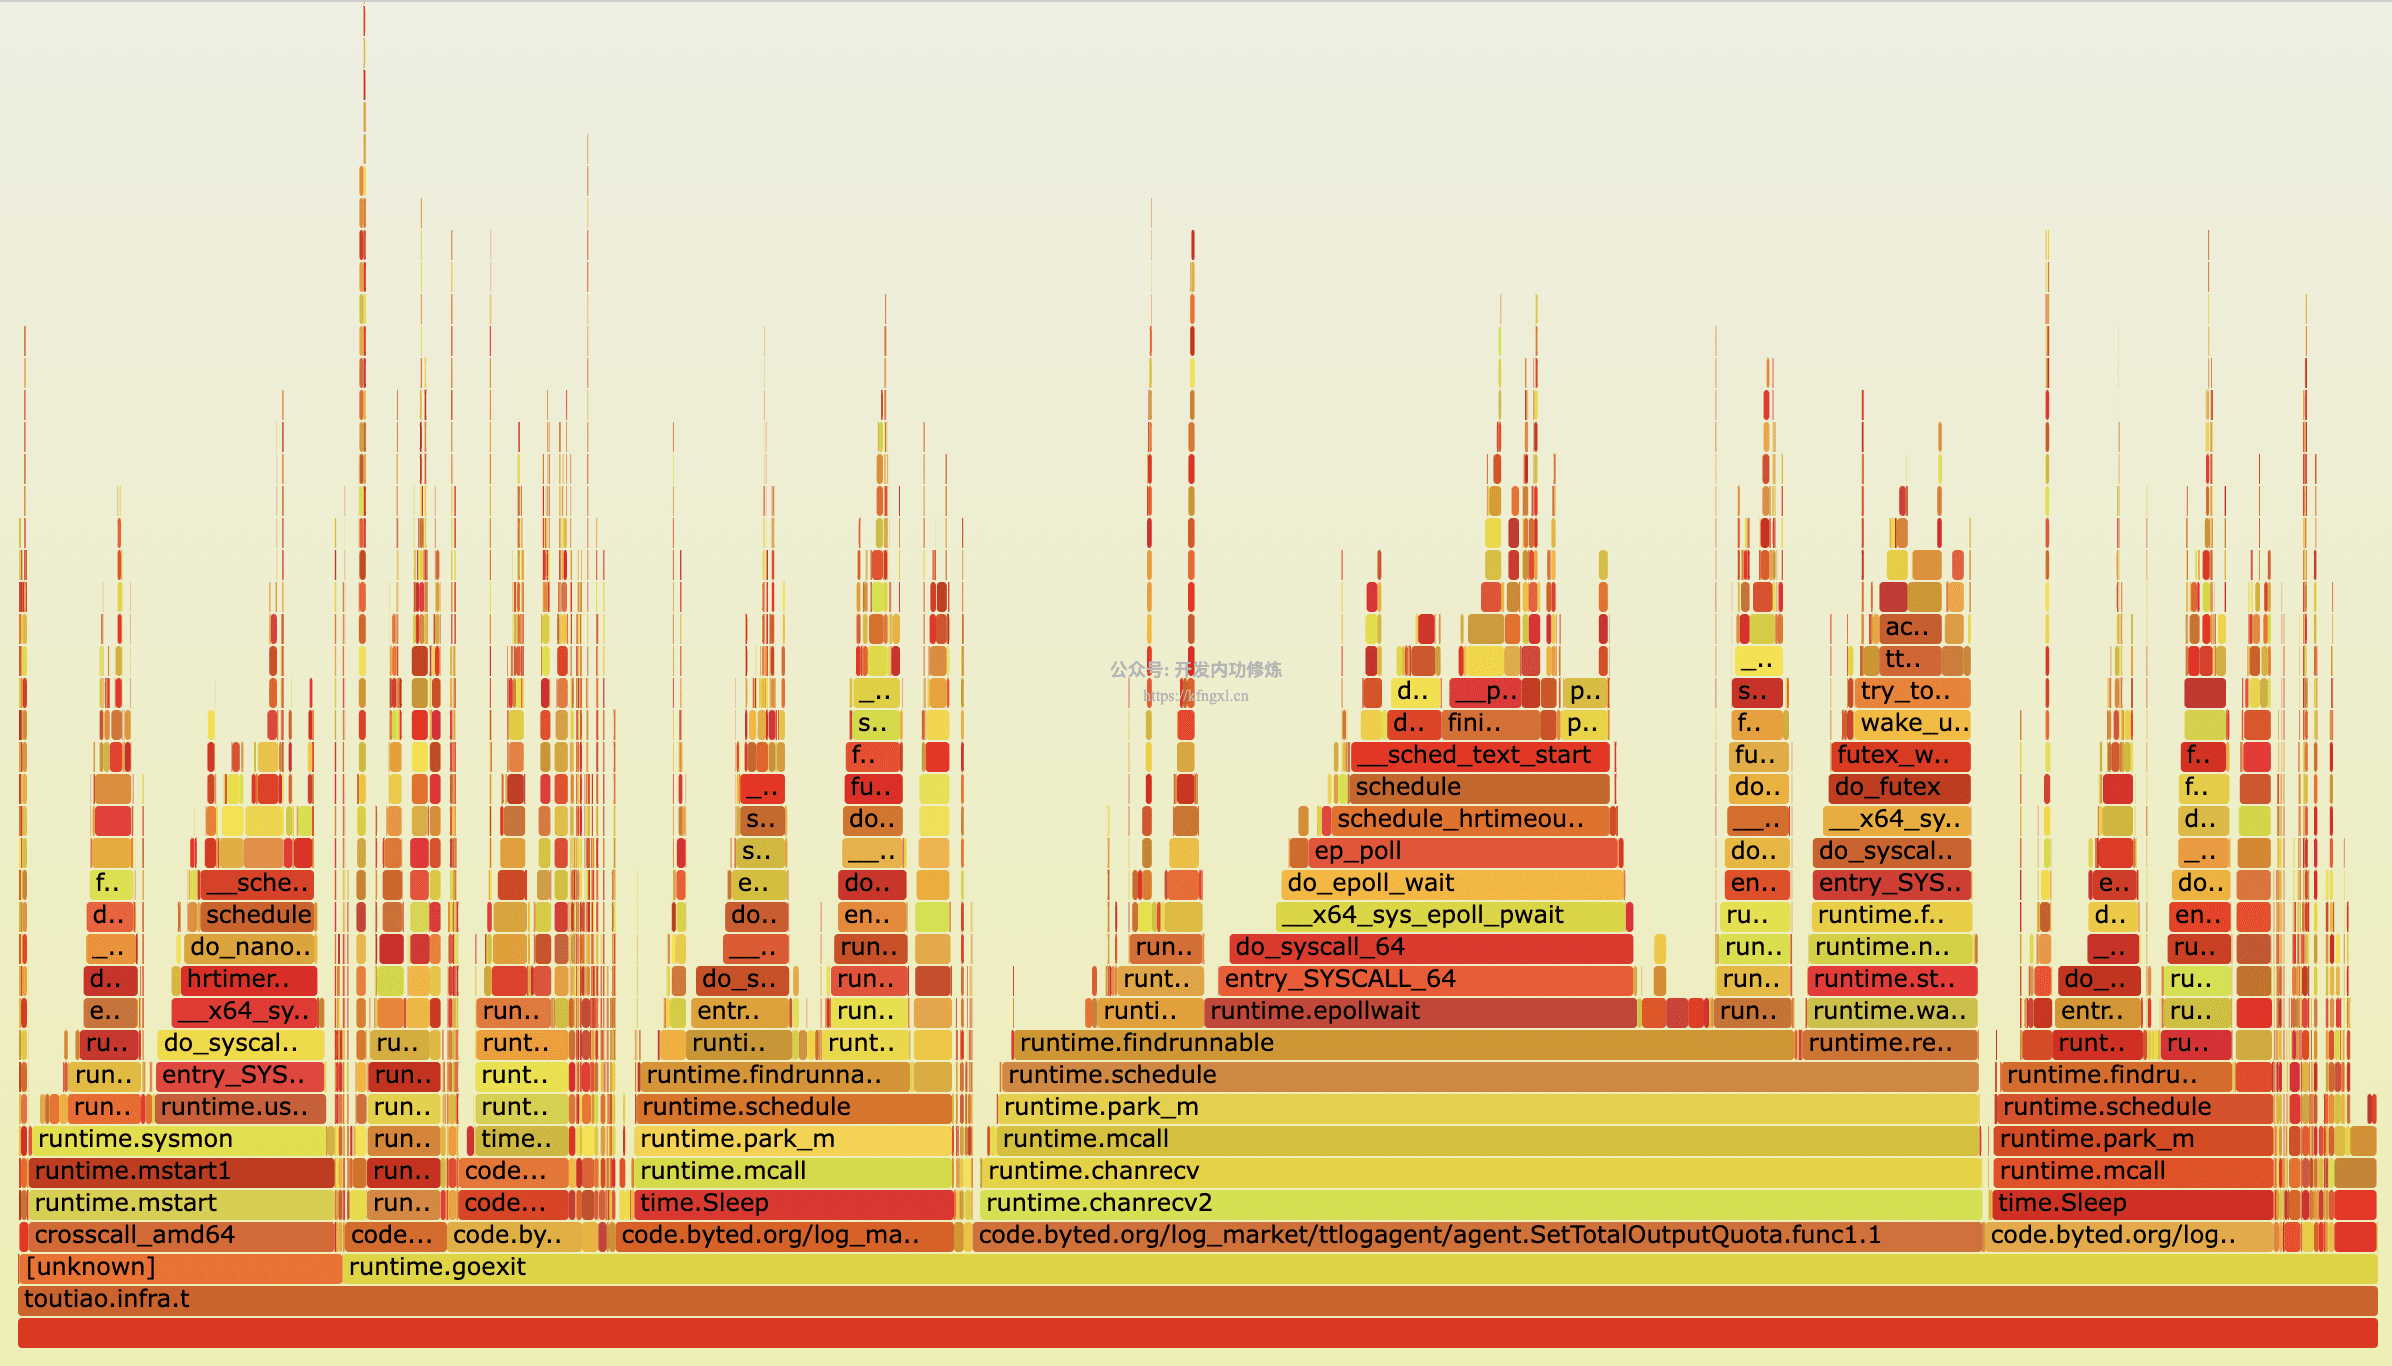 ac..
_..
tt..
_..
d..
__p..
p..
s..
try_to..
s..
d..
fini..
p..
f..
wake_u..
f..
__sched_text_start
fu..
futex_w..
f..
_..
fu..
schedule
do..
do_futex
f..
s..
do..
schedule_hrtimeou..
__..
__x64_sy..
d..
s..
__..
ep_poll
do..
do_syscal..
_..
f..
__sche..
e..
do..
do_epoll_wait
en..
entry_SYS..
e..
do..
d..
schedule
do..
en..
__x64_sys_epoll_pwait
ru..
runtime.f..
d..
en..
_..
do_nano..
__..
run..
run..
do_syscall_64
run..
runtime.n..
_..
ru..
d..
hrtimer..
do_s..
run..
runt..
entry_SYSCALL_64
run..
runtime.st..
do_..
ru..
e..
__x64_sy..
run..
entr..
run..
runti..
runtime.epollwait
run..
runtime.wa..
entr..
ru..
ru..
do_syscal..
ru..
runt..
runti..
runt..
runtime.findrunnable
runtime.re..
runt..
ru..
run..
entry_SYS..
run..
runt..
runtime.findrunna..
runtime.schedule
runtime.findru..
run..
runtime.us..
run..
runt..
runtime.schedule
runtime.park_m
runtime.schedule
runtime.sysmon
run..
time..
runtime.park_m
runtime.mcall
runtime.park_m
runtime.mstart1
run..
code...
runtime.mcall
runtime.chanrecv
runtime.mcall
runtime.mstart
run..
code...
time.Sleep
runtime.chanrecv2
time.Sleep
crosscall_amd64
code...
code.by..
code.byted.org/log_ma..
code.byted.org/log_market/ttlogagent/agent.SetTotalOutputQuota.func1.1
code.byted.org/log..
[unknown]
runtime.goexit
toutiao.infra.t
公众号: 开发内功修炼
https://kfngxl.cn